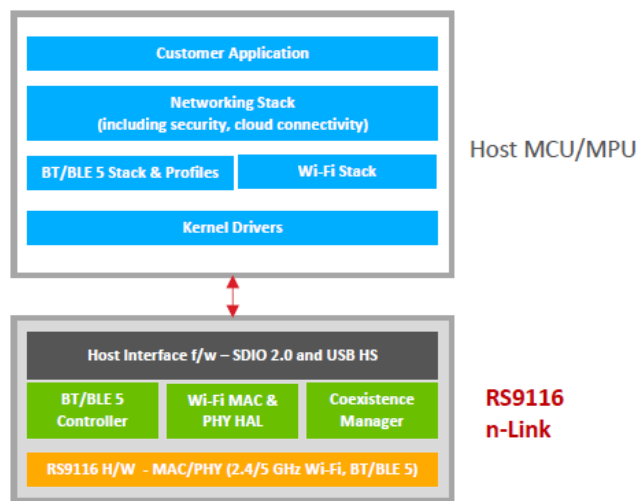 Customer Application
Networking Stack
(including security, cloud connectivity)
BT/BLE 5 Stack & Profiles
Wi-Fi Stack
Kernel Drivers
Host MCU/MPU
Host Interface f/w – SDIO 2.0 and USB HS
BT/BLE 5
Controller
Wi-Fi MAC &
PHY HAL
Coexistence
Manager
RS9116 H/W - MAC/PHY (2.4/5 GHz Wi-Fi, BT/BLE 5)
RS9116
n-Link